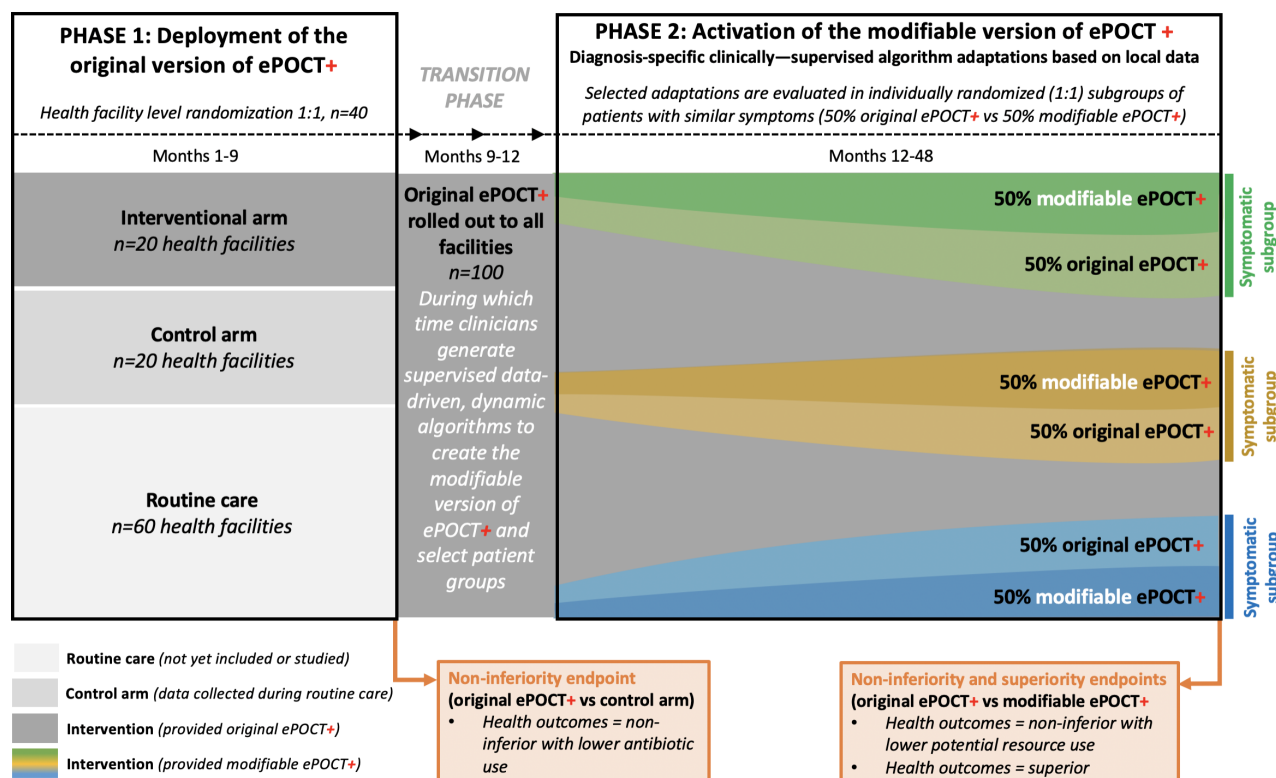 PHASE 1: Deployment of the
original version of ePOCT+
Health facility level randomization 1:1, n=40
Months 1-9
Interventional arm
n=20 health facilities
Control arm
n=20 health facilities
Routine care
n=60 health facilities
TRANSITION
PHASE
Months 9-12
Original ePOCT+
rolled out to all
facilities
n=100
During which
time clinicians
generate
supervised data-
driven, dynamic
algorithms to
create the
modifiable
version of
ePOCT+ and
select patient
groups
PHASE 2: Activation of the modifiable version of ePOCT +
Diagnosis-specific clinically—supervised algorithm adaptations based on local data
Selected adaptations are evaluated in individually randomized (1:1) subgroups of
patients with similar symptoms (50% original ePOCT+ vs 50% modifiable ePOCT+)
Months 12-48
50% modifiable ePOCT+
50% original ePOCT+
Symptomatic
subgroup
50% modifiable ePOCT+
50% original ePOCT+
Symptomatic
subgroup
50% original ePOCT+
50% modifiable ePOCT+
Symptomatic
subgroup
Routine care (not yet included or studied)
Control arm (data collected during routine care)
Intervention (provided original ePOCT+)
Intervention (provided modifiable ePOCT+)
Non-inferiority endpoint
(original ePOCT+ vs control arm)
• Health outcomes = non-
inferior with lower antibiotic
use
Non-inferiority and superiority endpoints
(original ePOCT+ vs modifiable ePOCT+
• Health outcomes = non-inferior with
lower potential resource use
• Health outcomes = superior